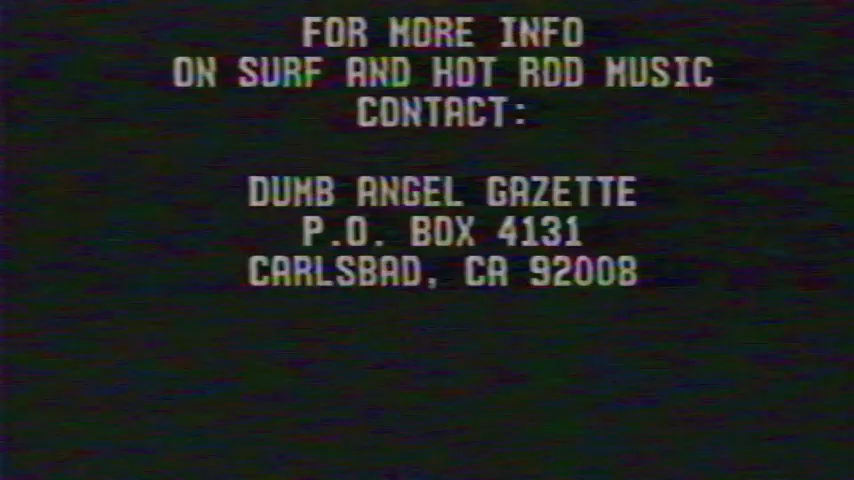 FOR MORE INFO
ON SURF AND HOT ROD MUSIC
CONTACT:
DUMB ANGEL GAZETTE
P.O. BOX 4131
CARLSBAD, CA 92008